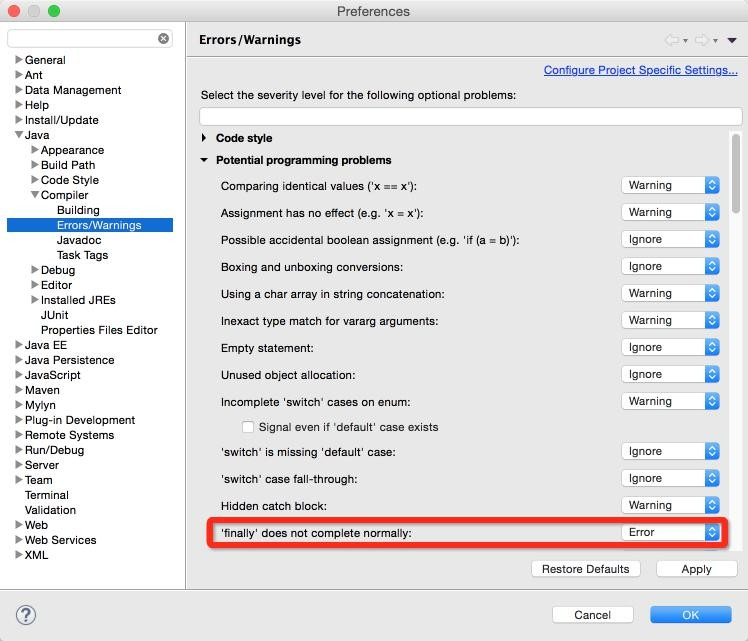 Preferences
General
Ant
Data Management
Help
Install/Update
Java
Appearance
Build Path
Code Style
Compiler
Building
Errors/Warnings
Javadoc
Task Tags
Debug
Editor
Installed JREs
JUnit
Properties Files Editor
Java EE
Java Persistence
JavaScript
Maven
Mylyn
Plug-in Development
Remote Systems
Run/Debug
Server
Team
Terminal
Validation
Web
Web Services
XML
Errors/Warnings
Configure Project Specific Settings...
Select the severity level for the following optional problems:
Code style
Potential programming problems
Comparing identical values ('x == x'): Warning
Assignment has no effect (e.g. 'x = x'): Warning
Possible accidental boolean assignment (e.g. 'if (a = b)'): Ignore
Boxing and unboxing conversions: Ignore
Using a char array in string concatenation: Warning
Inexact type match for vararg arguments: Warning
Empty statement: Ignore
Unused object allocation: Ignore
Incomplete 'switch' cases on enum: Warning
Signal even if 'default' case exists
'switch' is missing 'default' case: Ignore
'switch' case fall-through: Ignore
Hidden catch block: Warning
'finally' does not complete normally: Error
Restore Defaults Apply
? Cancel OK